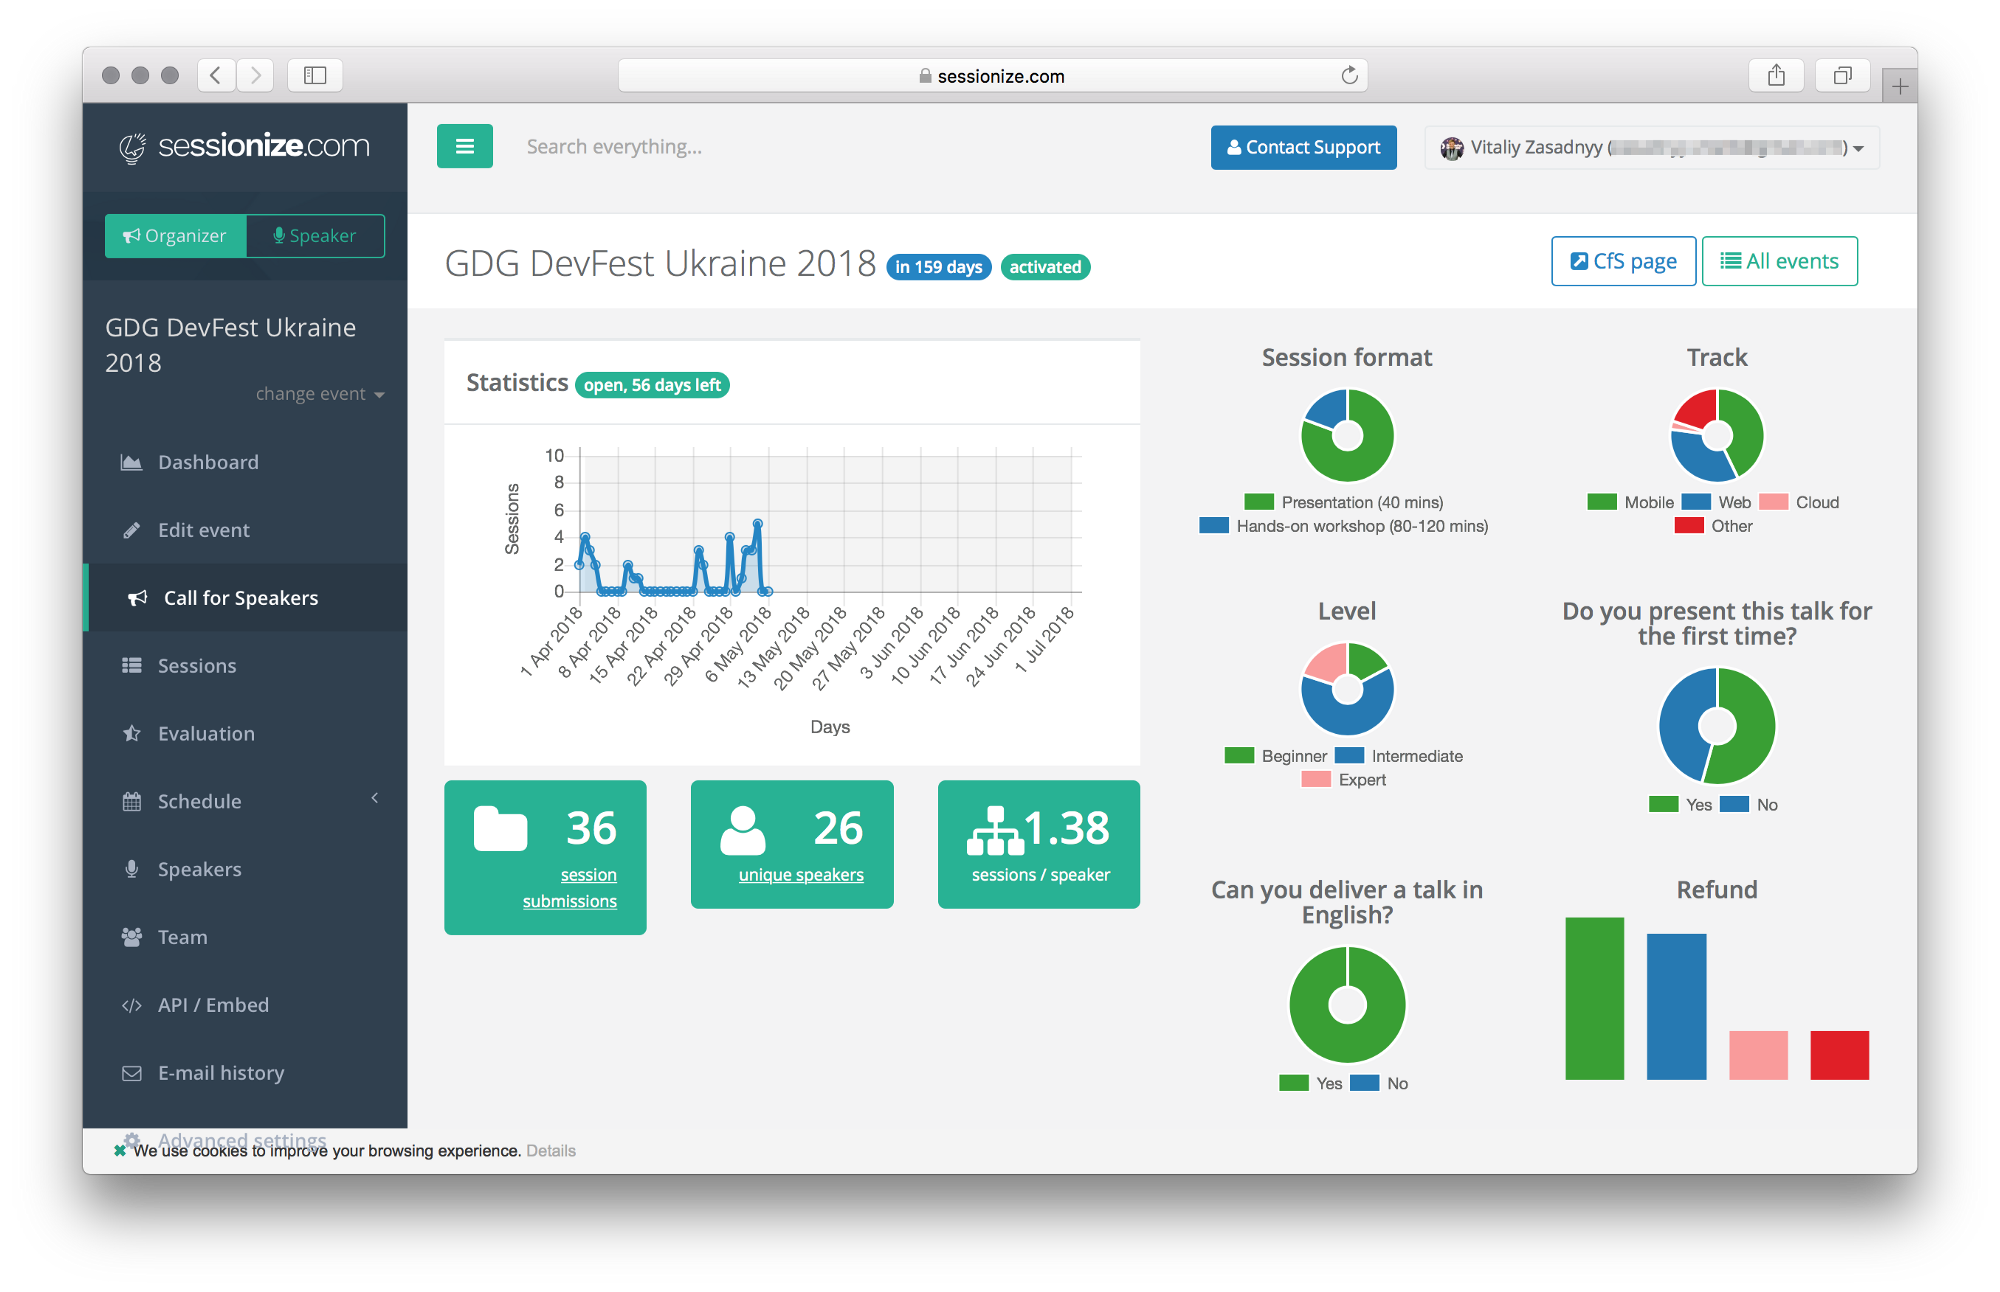 sessionize.com
sessionize.com
Search everything...
Contact Support
Vitaliy Zasadnyy (
)
Organizer
Speaker
GDG DevFest Ukraine
2018
change event
Dashboard
Edit event
Call for Speakers
Sessions
Evaluation
Schedule
Speakers
Team
API / Embed
E-mail history
Advanced settings
GDG DevFest Ukraine 2018 in 159 days activated
CfS page
All events
Statistics open, 56 days left
Sessions
10
8
6
4
2
0
1 Apr 2018
8 Apr 2018
15 Apr 2018
22 Apr 2018
29 Apr 2018
6 May 2018
13 May 2018
20 May 2018
27 May 2018
3 Jun 2018
10 Jun 2018
17 Jun 2018
24 Jun 2018
1 Jul 2018
Days
36
session
submissions
26
unique speakers
1.38
sessions / speaker
Session format
Presentation (40 mins)
Hands-on workshop (80-120 mins)
Track
Mobile Web Cloud
Other
Level
Beginner Intermediate
Expert
Do you present this talk for
the first time?
Yes No
Can you deliver a talk in
English?
Yes No
Refund
We use cookies to improve your browsing experience. Details